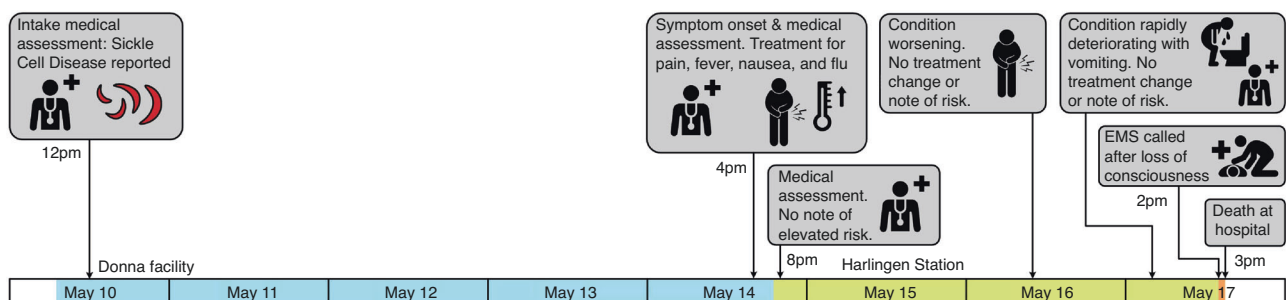 Intake medical
assessment: Sickle
Cell Disease reported
12pm
Symptom onset & medical
assessment. Treatment for
pain, fever, nausea, and flu
4pm
Medical
assessment.
No note of
elevated risk.
8pm
Condition
worsening.
No treatment
change or
note of risk.
Condition rapidly
deteriorating with
vomiting. No
treatment change
or note of risk.
EMS called
after loss of
consciousness
2pm
Death at
hospital
3pm
Donna facility
Harlingen Station
May 10
May 11
May 12
May 13
May 14
May 15
May 16
May 17